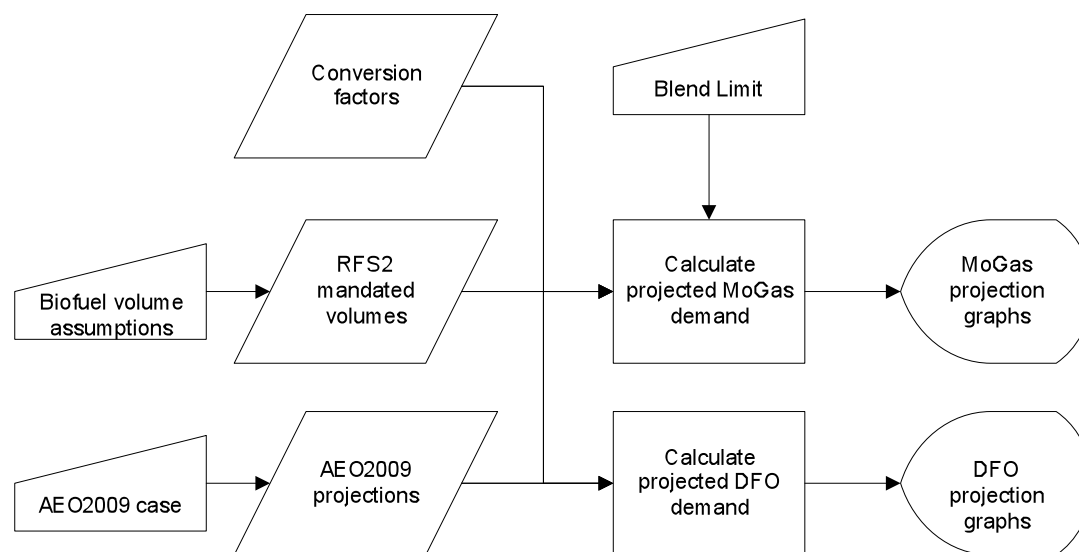 Conversion
factors
Blend Limit
Biofuel volume
assumptions
RFS2
mandated
volumes
Calculate
projected MoGas
demand
MoGas
projection
graphs
AEO2009 case
AEO2009
projections
Calculate
projected DFO
demand
DFO
projection
graphs